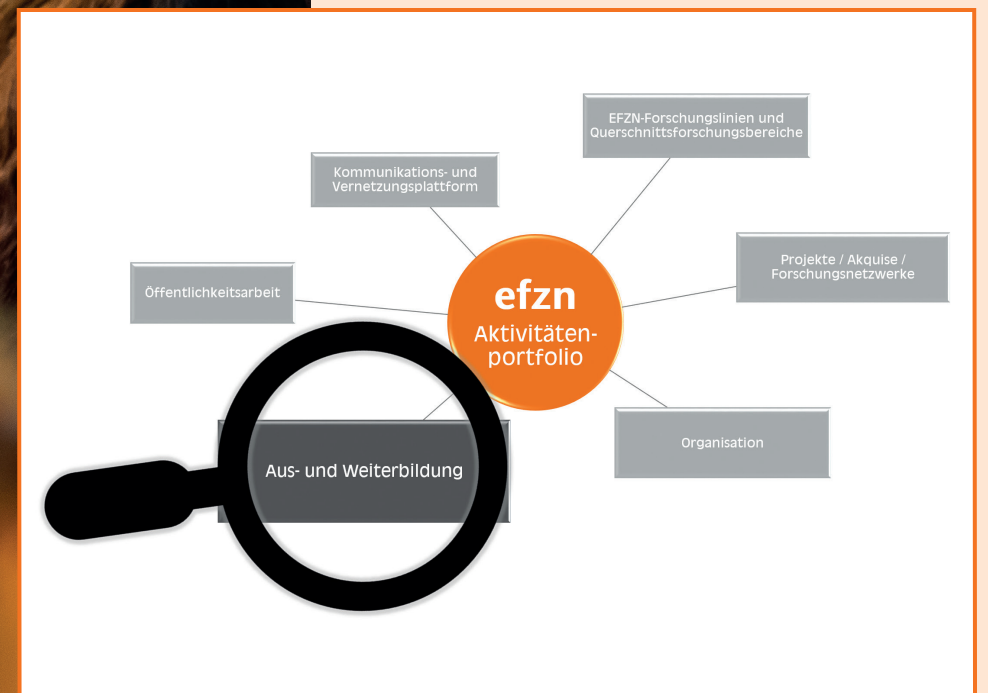 EFZN-Forschungslinien und
Querschnittsforschungsbereiche
Kommunikations- und
Vernetzungsplattform
Projekte / Akquise /
Forschungsnetzwerke
Öffentlichkeitsarbeit
efzn
Aktivitäten-
portfolio
Organisation
Aus- und Weiterbildung